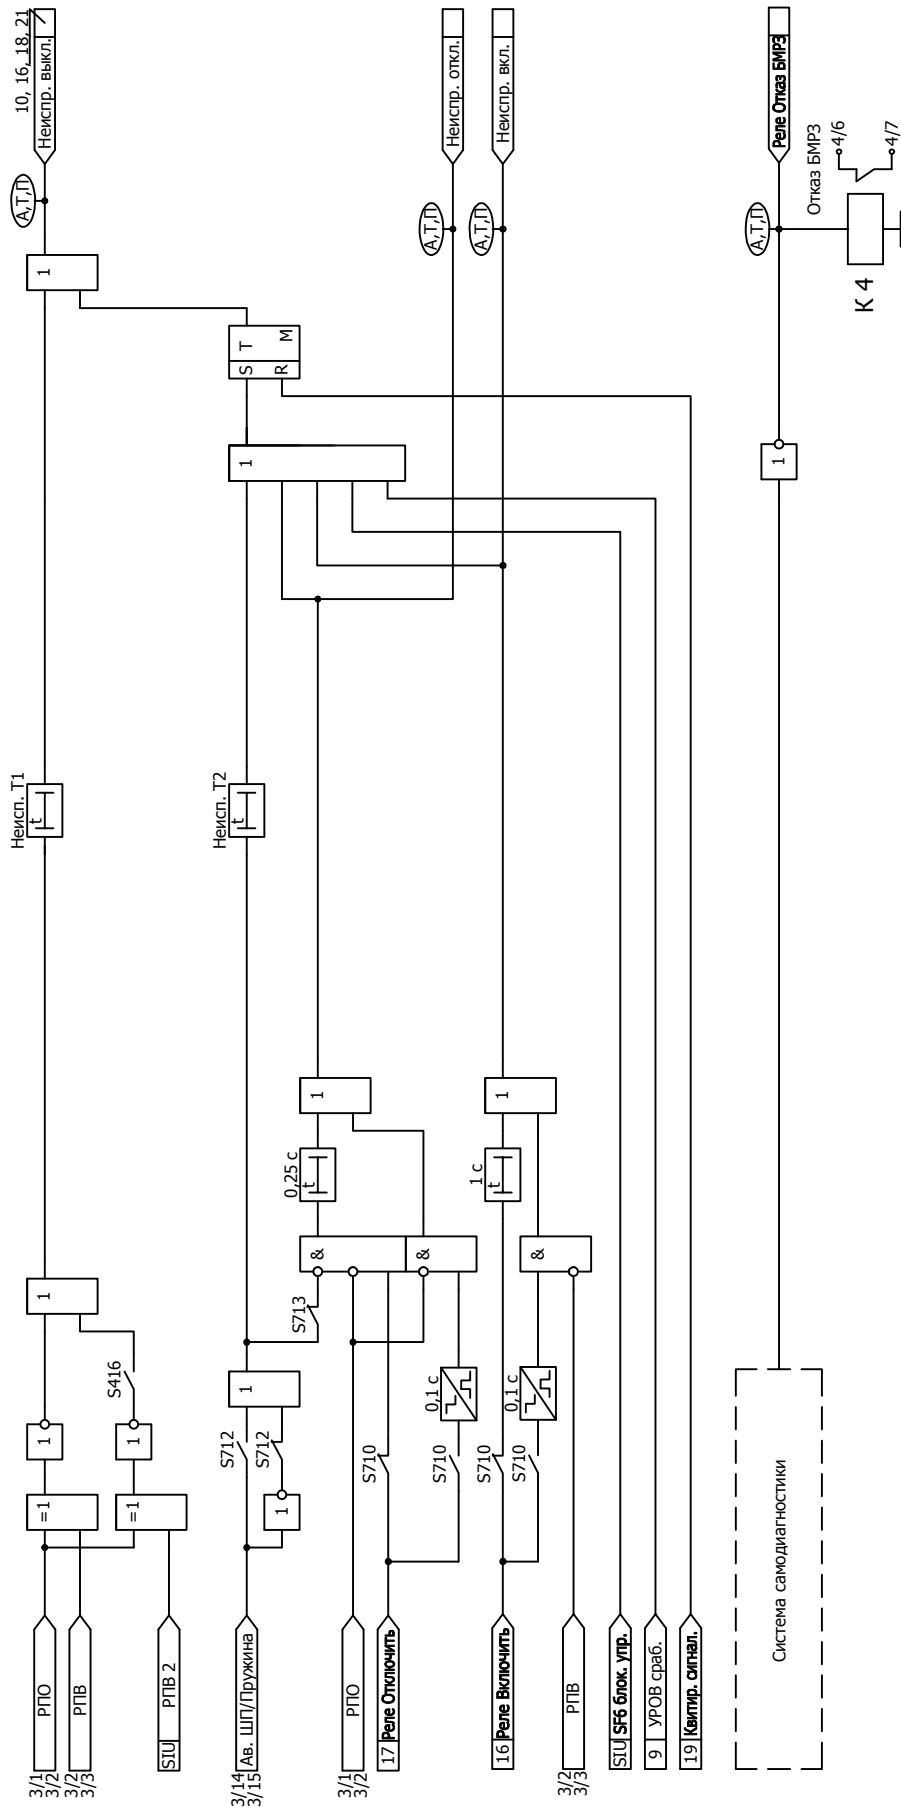 3/1
3/2
РПО
3/2
3/3
РПВ
SIU
РПВ 2
=1
=1
1
1
S416
1
Неисп. Т1
t
1
А,Т,П
Неиспр. выкл.
10, 16, 18, 21
3/14
3/15
Ав. ШП/Пружина
1
S712
S712
1
Неисп. Т2
t
1
S
T
R
M
3/1
3/2
РПО
17
Реле Отключить
S710
S710
0,1 с
S713
&
&
0,25 с
t
1
А,Т,П
Неиспр. откл.
16
Реле Включить
S710
S710
0,1 с
3/2
3/3
РПВ
&
1 с
t
1
А,Т,П
Неиспр. вкл.
SIU
SF6 блок. упр.
9
УРОВ сраб.
19
Квитир. сигнал.
Система самодиагностики
1
А,Т,П
Реле Отказ БМРЗ
К 4
Отказ БМРЗ
4/6
4/7